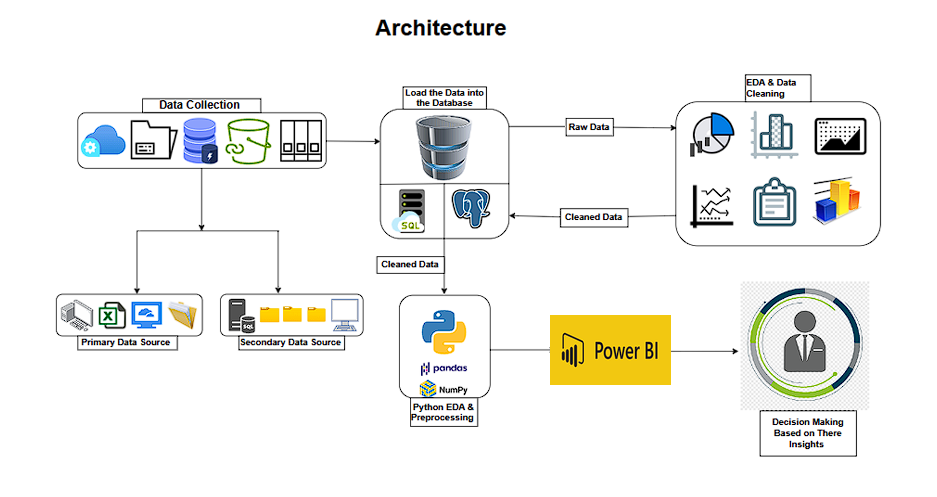 Architecture
Data Collection
Load the Data into
the Database
EDA & Data
Cleaning
Raw Data
Cleaned Data
SQL
Cleaned Data
X
SQL
Primary Data Source
Secondary Data Source
pandas
NumPy
Python EDA &
Preprocessing
Power BI
Decision Making
Based on There
Insights